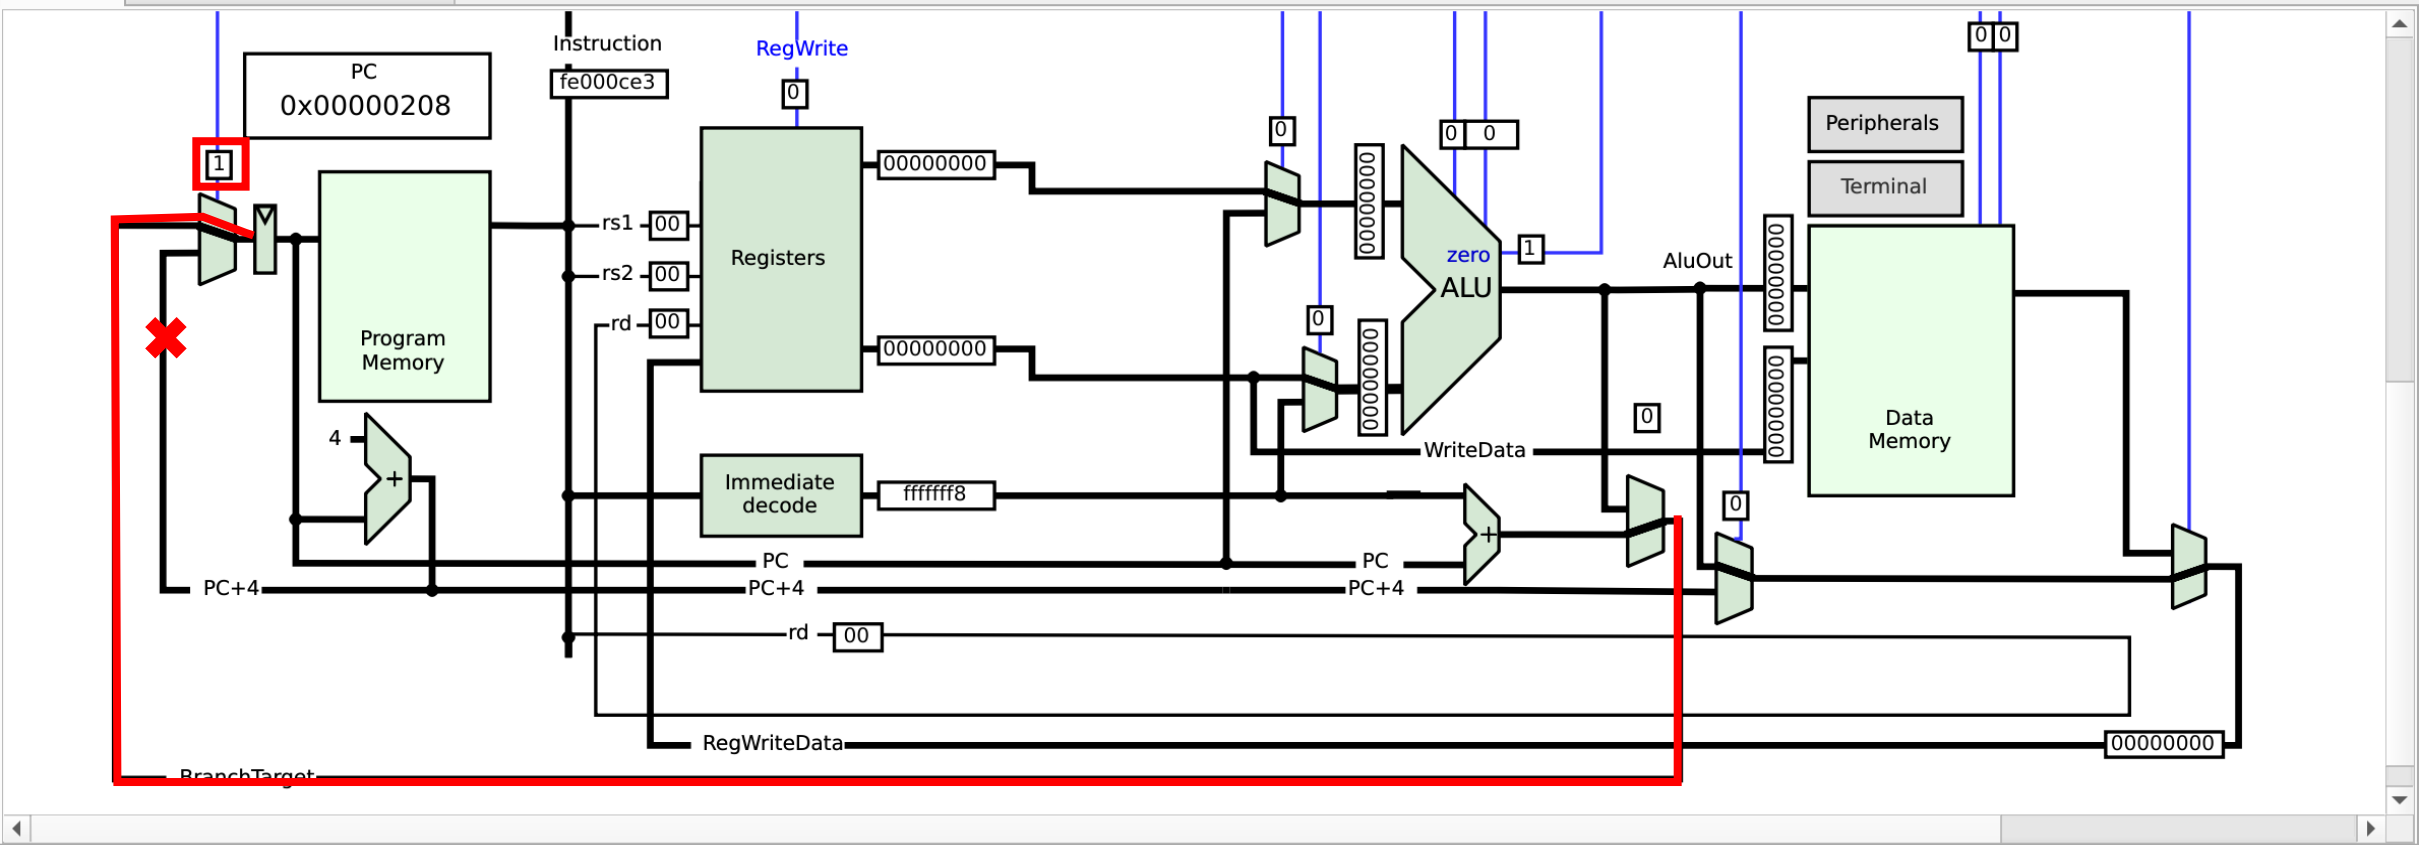 Instruction
RegWrite
PC
0x00000208
fe000ce3
0
1
0
0 0
0 0
Peripherals
Terminal
00000000
00000000
rs1 00
rs2 00
rd 00
Registers
00000000
00000000
zero
ALU
1
AluOut
00000000
00000000
0
00000000
Program
Memory
Data
Memory
4
+
0
WriteData
Immediate
decode
fffffff8
+
0
PC
PC
PC+4
PC+4
PC+4
rd 00
RegWriteData
00000000
BranchTarget